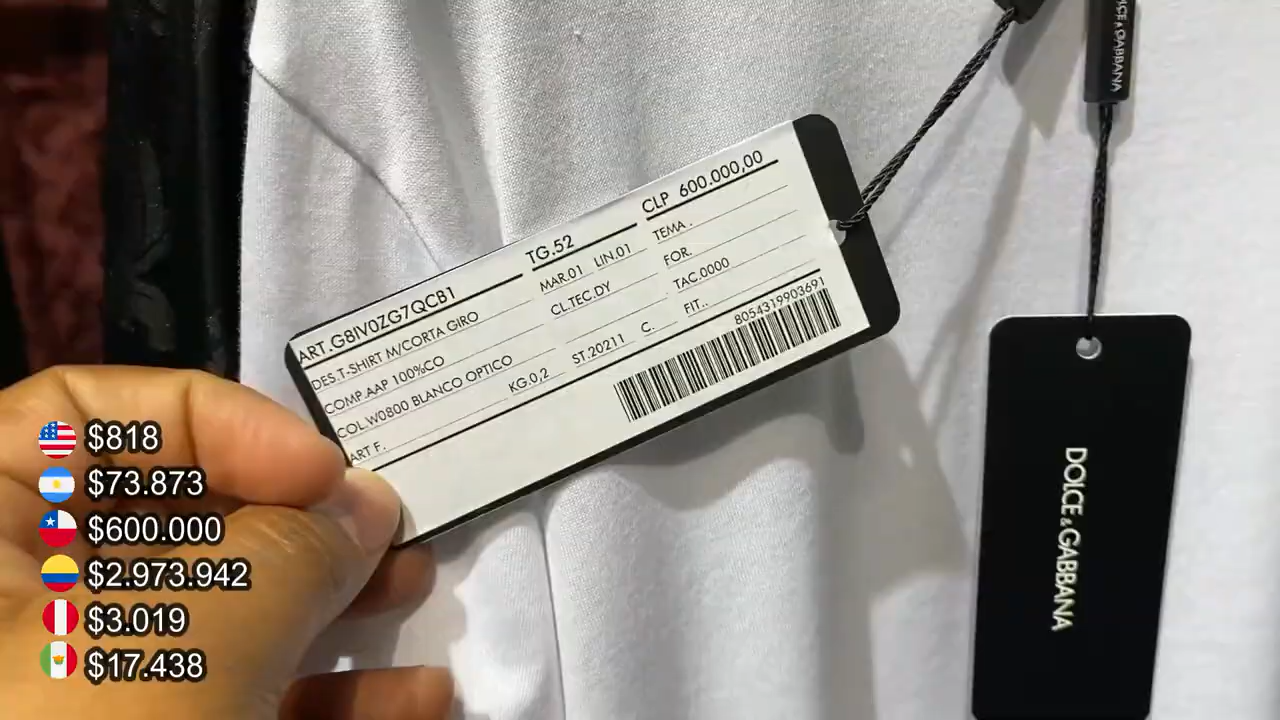 DOLCE & GABBANA
ART.G8IV0ZG7QCB1
TG.52
CLP 600.000,00
DES.T-SHIRT M/CORTA GIRO
MAR.01 LIN.01
TEMA .
COMP.AAP 100%CO
CL.TEC.DY
FOR.
COL.W0800 BLANCO OPTICO
TAC.0000
ART F.
KG.0,2
ST.20211 C.
FIT..
8054319903691
DOLCE & GABBANA
$818
$73.873
$600.000
$2.973.942
$3.019
$17.438